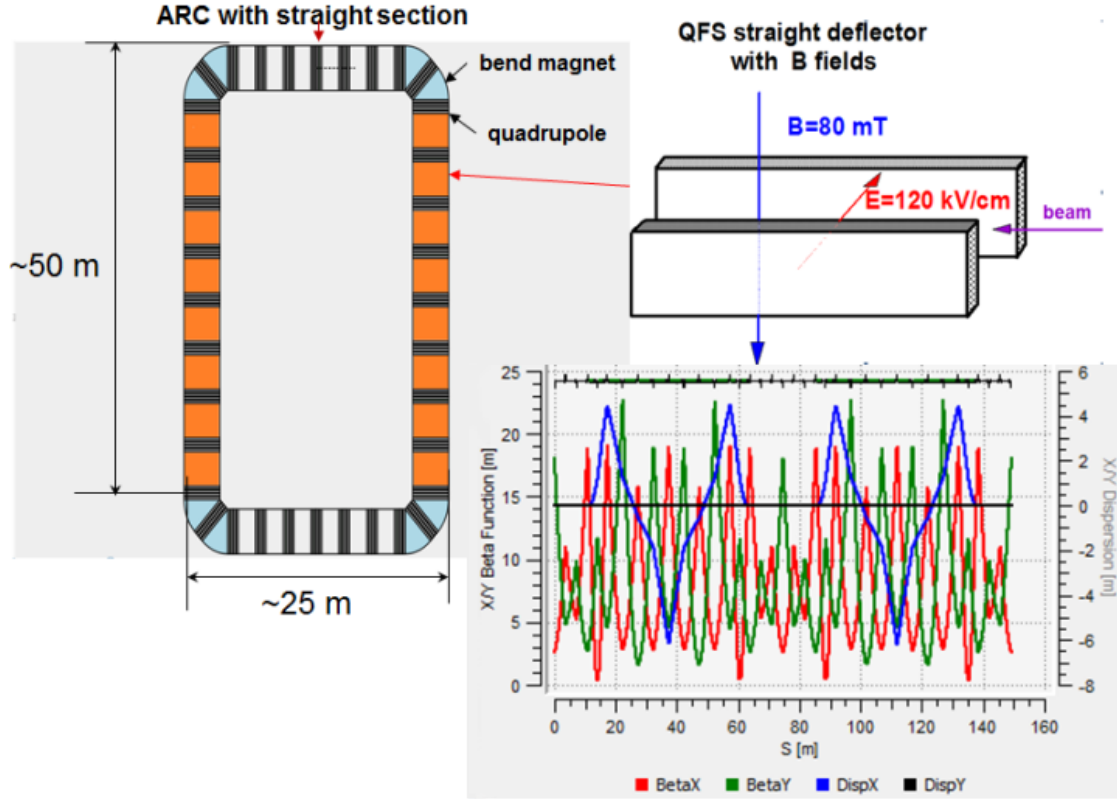 ARC with straight section
bend magnet
quadrupole
~50 m
~25 m
QFS straight deflector
with B fields
B=80 mT
E=120 kV/cm
beam
X/Y Beta Function [m]
25
20
15
10
5
0
X/Y Dispersion [m]
6
4
2
0
-2
-4
-6
-8
0 20 40 60 80 100 120 140 160
S [m]
BetaX BetaY DispX DispY